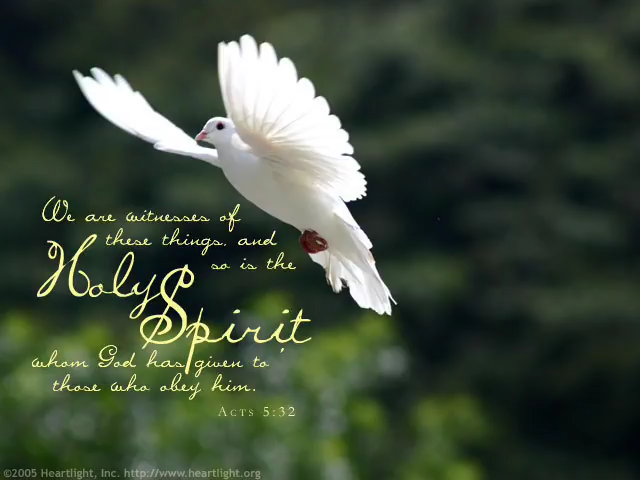 We are witnesses of
these things, and
so is the
Holy
Spirit
whom God has given to
those who obey him.
Acts 5:32
©2005 Heartlight, Inc. http://www.heartlight.org